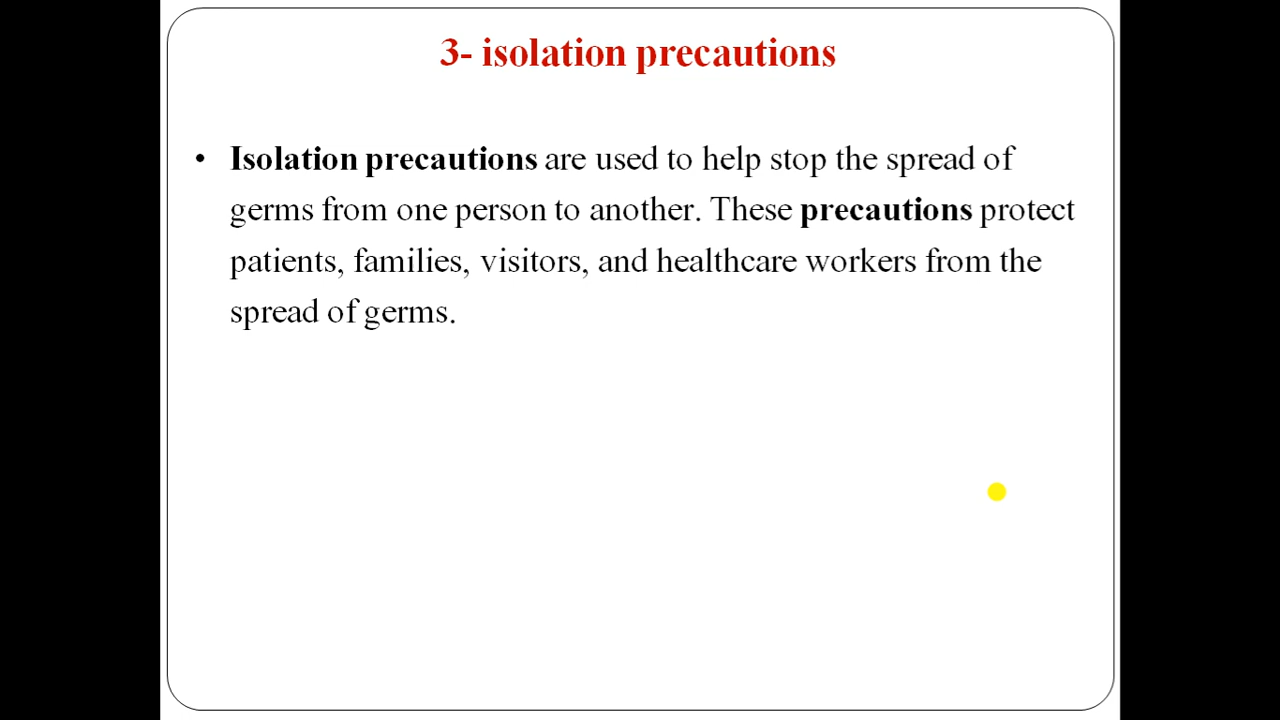 3- isolation precautions
• Isolation precautions are used to help stop the spread of
germs from one person to another. These precautions protect
patients, families, visitors, and healthcare workers from the
spread of germs.